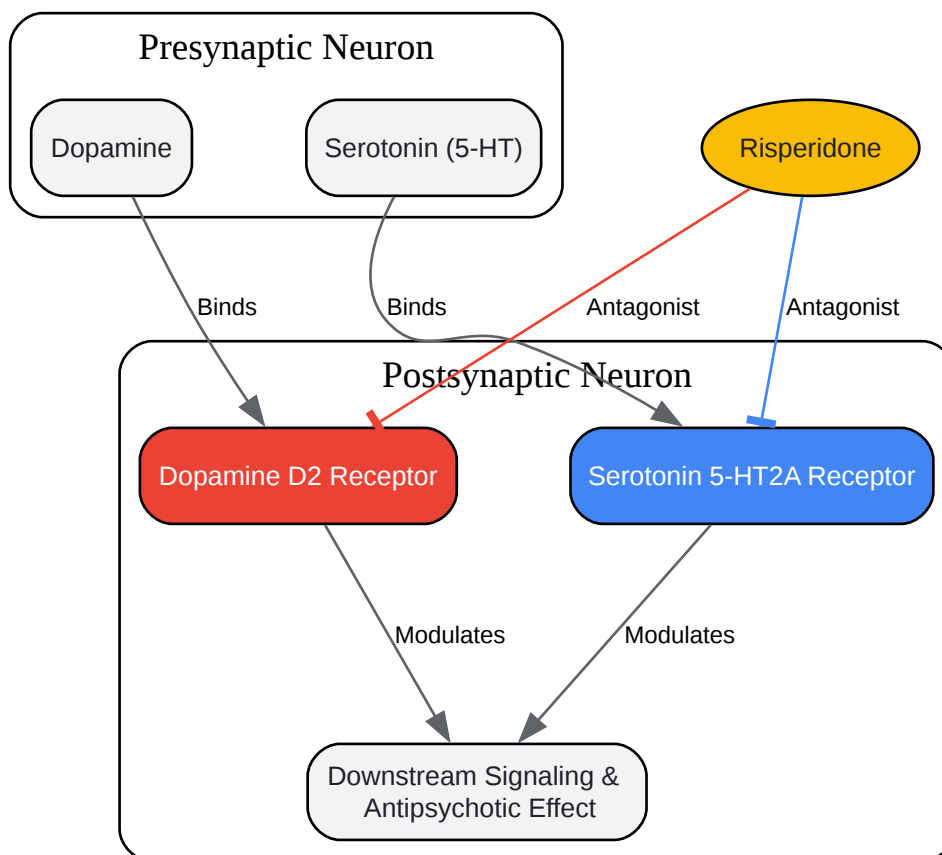 Presynaptic Neuron
Dopamine
Serotonin (5-HT)
Risperidone
Binds
Binds
Antagonist
Antagonist
Postsynaptic Neuron
Dopamine D2 Receptor
Serotonin 5-HT2A Receptor
Modulates
Modulates
Downstream Signaling &
Antipsychotic Effect